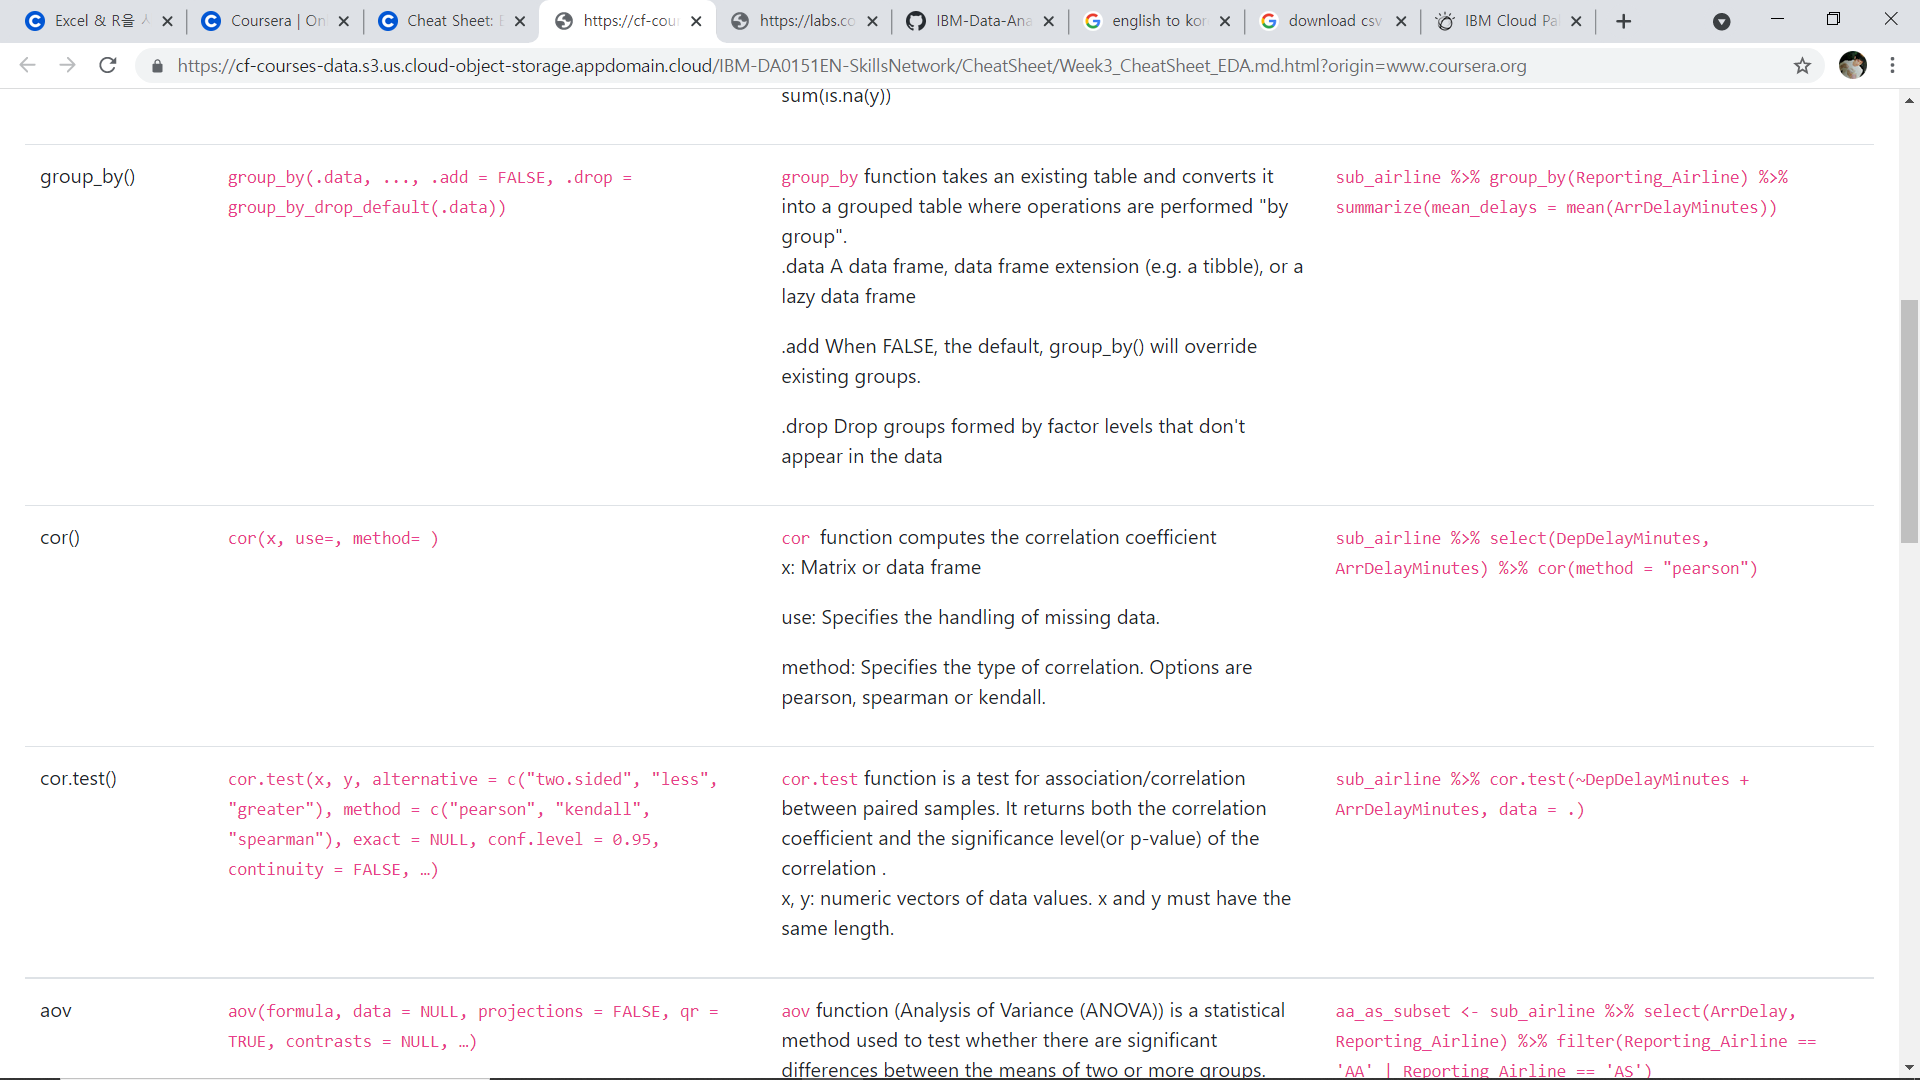 Excel & R을
Coursera | On
Cheat Sheet: E
https://cf-cour
https://labs.co
IBM-Data-Ana
english to kor
download csv
IBM Cloud Pa
https://cf-courses-data.s3.us.cloud-object-storage.appdomain.cloud/IBM-DA0151EN-SkillsNetwork/CheatSheet/Week3_CheatSheet_EDA.md.html?origin=www.coursera.org
sum(is.na(y))
group_by()
group_by(.data, ..., .add = FALSE, .drop =
group_by_drop_default(.data))
group_by function takes an existing table and converts it
into a grouped table where operations are performed "by
group".
.data A data frame, data frame extension (e.g. a tibble), or a
lazy data frame
.add When FALSE, the default, group_by() will override
existing groups.
.drop Drop groups formed by factor levels that don't
appear in the data
sub_airline %>% group_by(Reporting_Airline) %>%
summarize(mean_delays = mean(ArrDelayMinutes))
cor()
cor(x, use=, method= )
cor function computes the correlation coefficient
x: Matrix or data frame
use: Specifies the handling of missing data.
method: Specifies the type of correlation. Options are
pearson, spearman or kendall.
sub_airline %>% select(DepDelayMinutes,
ArrDelayMinutes) %>% cor(method = "pearson")
cor.test()
cor.test(x, y, alternative = c("two.sided", "less",
"greater"), method = c("pearson", "kendall",
"spearman"), exact = NULL, conf.level = 0.95,
continuity = FALSE, …)
cor.test function is a test for association/correlation
between paired samples. It returns both the correlation
coefficient and the significance level(or p-value) of the
correlation .
x, y: numeric vectors of data values. x and y must have the
same length.
sub_airline %>% cor.test(~DepDelayMinutes +
ArrDelayMinutes, data = .)
aov
aov(formula, data = NULL, projections = FALSE, qr =
TRUE, contrasts = NULL, …)
aov function (Analysis of Variance (ANOVA)) is a statistical
method used to test whether there are significant
differences between the means of two or more groups.
aa_as_subset <- sub_airline %>% select(ArrDelay,
Reporting_Airline) %>% filter(Reporting_Airline ==
'AA' | Reporting_Airline == 'AS')